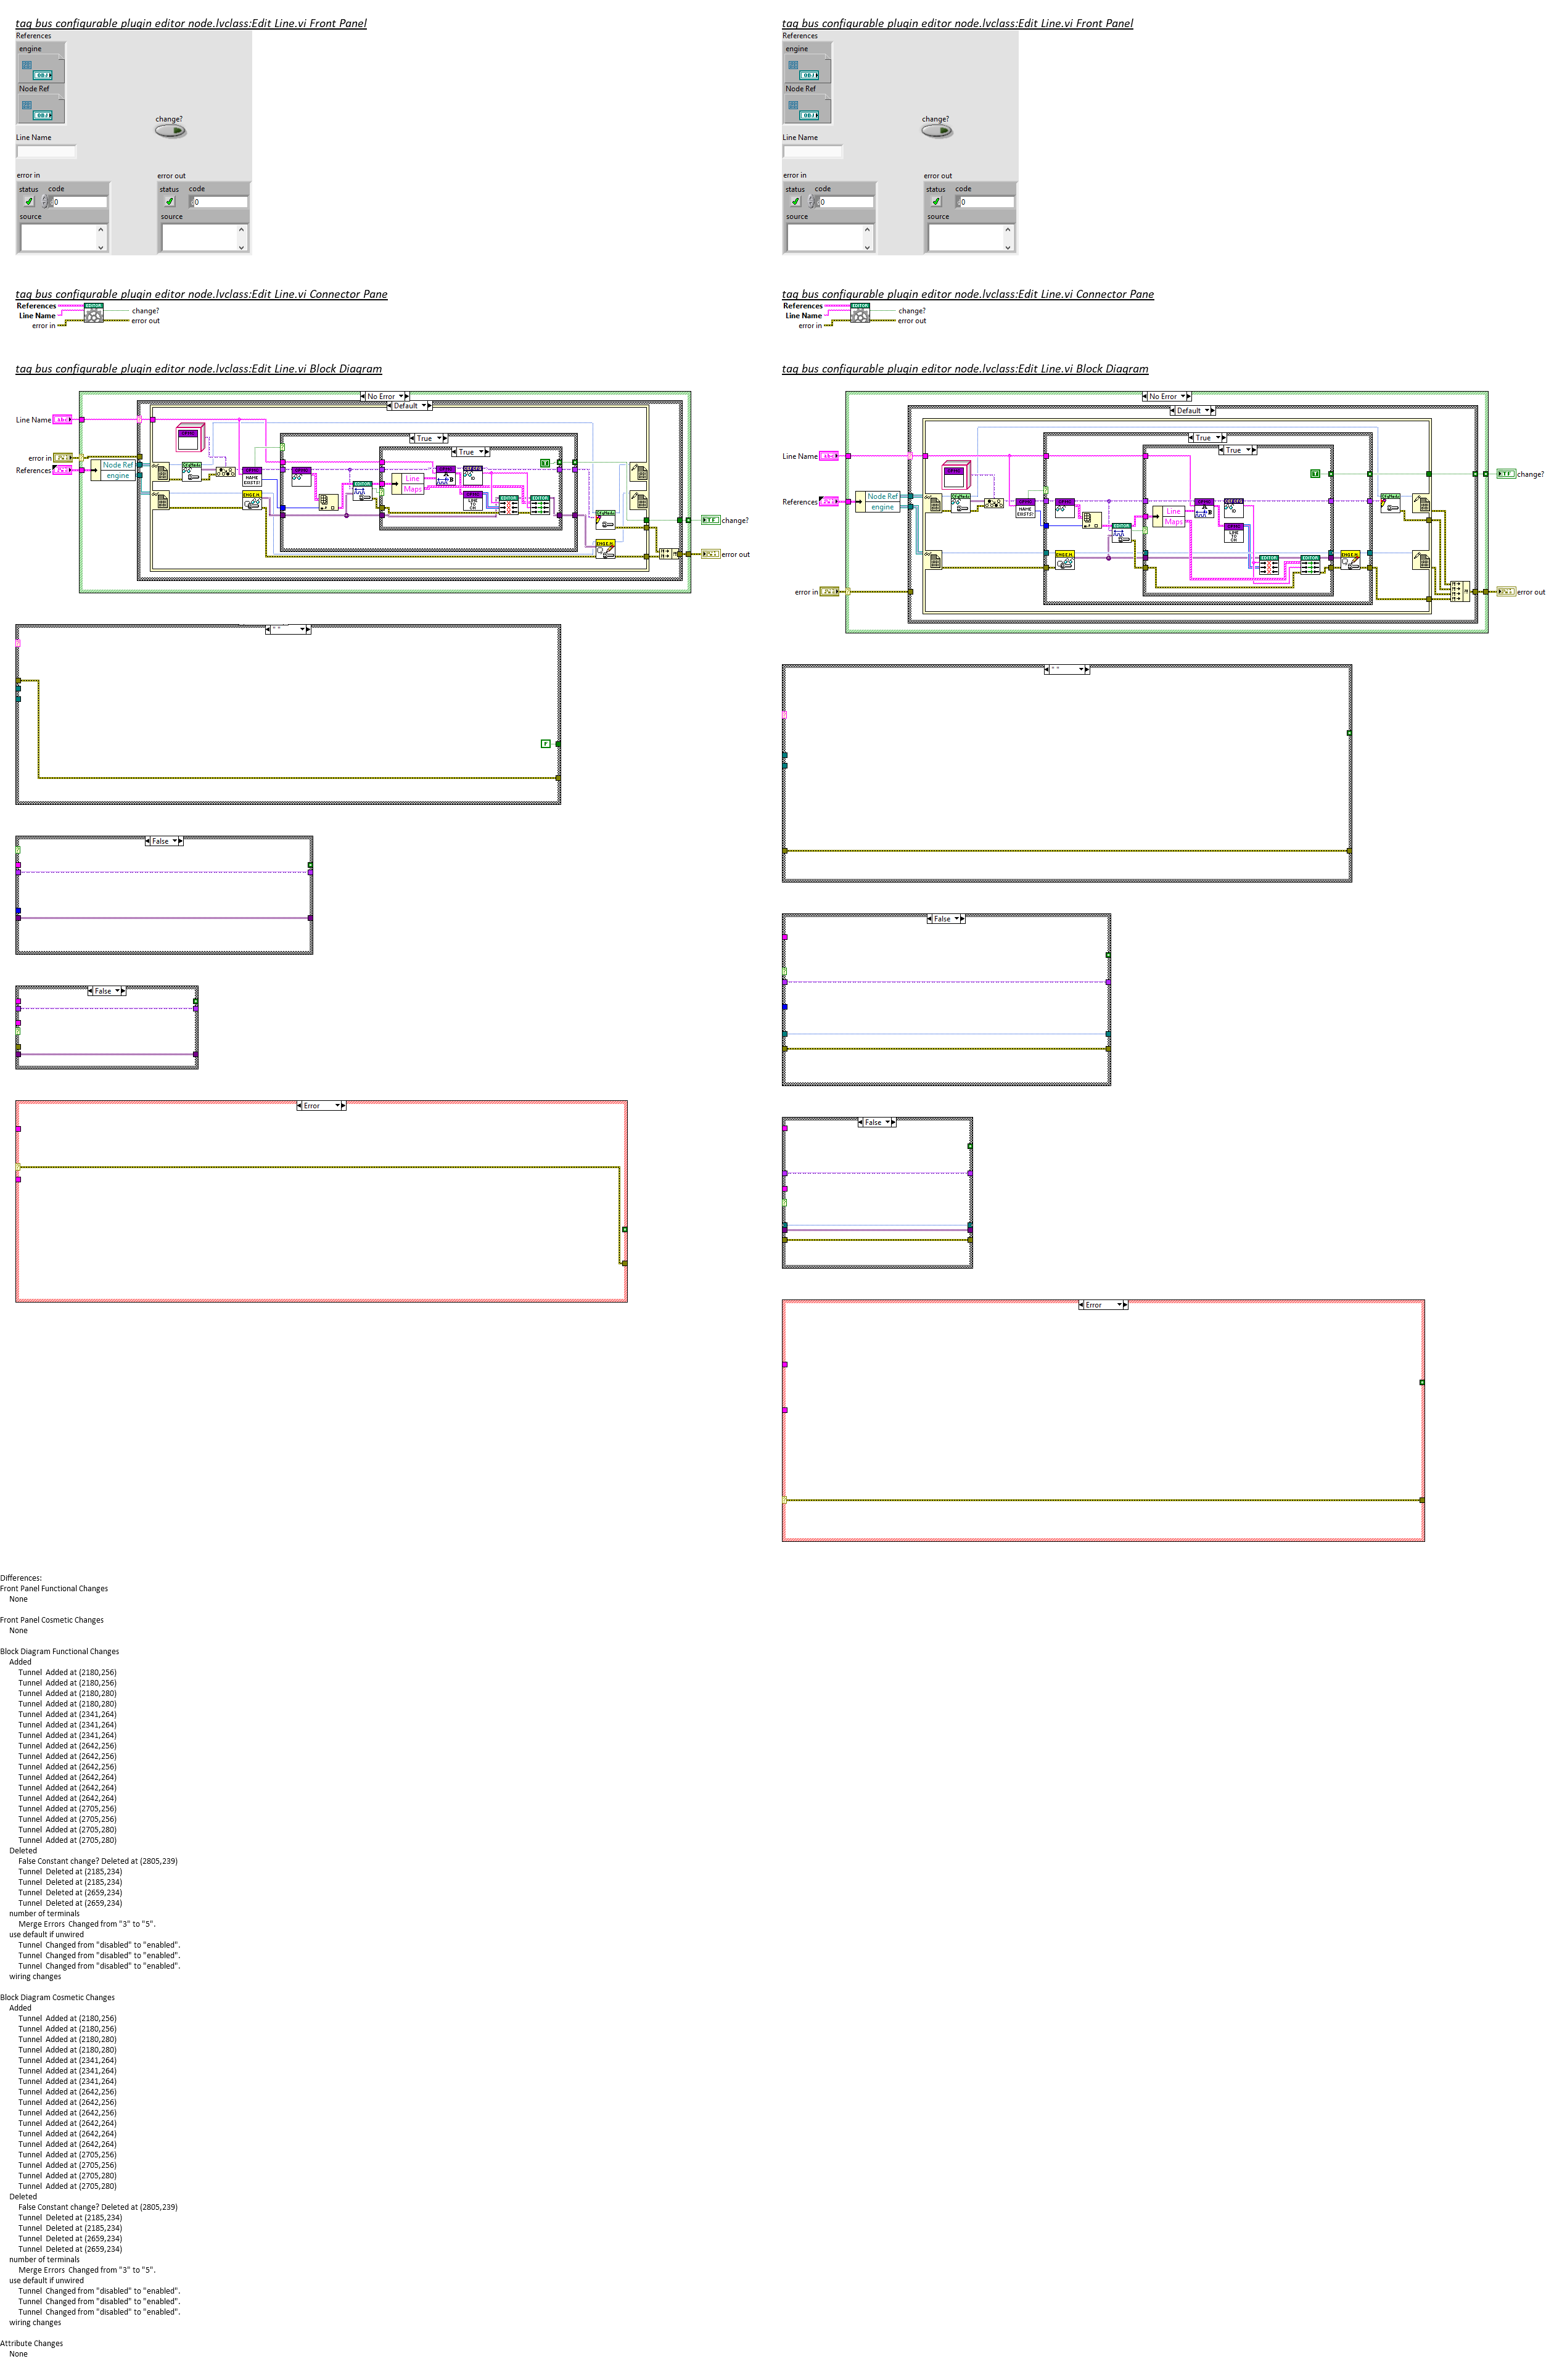 tag bus configurable plugin editor node.lvclass:Edit Line.vi Front Panel
References
engine
Node Ref
change?
Line Name
error in
error out
status code
0
source
status code
0
source
tag bus configurable plugin editor node.lvclass:Edit Line.vi Connector Pane
References
Line Name
error in
change?
error out
tag bus configurable plugin editor node.lvclass:Edit Line.vi Block Diagram
No Error
Default
Line Name
True
True
error in
References
Node Ref
engine
NAME EXISTS?
Line
Maps
LINE TO CH
change?
error out
" "
False
False
Error
tag bus configurable plugin editor node.lvclass:Edit Line.vi Front Panel
References
engine
Node Ref
change?
Line Name
error in
error out
status code
0
source
status code
0
source
tag bus configurable plugin editor node.lvclass:Edit Line.vi Connector Pane
References
Line Name
error in
change?
error out
tag bus configurable plugin editor node.lvclass:Edit Line.vi Block Diagram
No Error
Default
True
True
Line Name
References
Node Ref
engine
NAME EXISTS?
Line
Maps
LINE TO CH
change?
error in
error out
" "
False
False
Error
Differences:
Front Panel Functional Changes
None
Front Panel Cosmetic Changes
None
Block Diagram Functional Changes
Added
Tunnel Added at (2180,256)
Tunnel Added at (2180,256)
Tunnel Added at (2180,280)
Tunnel Added at (2180,280)
Tunnel Added at (2341,264)
Tunnel Added at (2341,264)
Tunnel Added at (2341,264)
Tunnel Added at (2642,256)
Tunnel Added at (2642,256)
Tunnel Added at (2642,256)
Tunnel Added at (2642,264)
Tunnel Added at (2642,264)
Tunnel Added at (2642,264)
Tunnel Added at (2705,256)
Tunnel Added at (2705,256)
Tunnel Added at (2705,280)
Tunnel Added at (2705,280)
Deleted
False Constant change? Deleted at (2805,239)
Tunnel Deleted at (2185,234)
Tunnel Deleted at (2185,234)
Tunnel Deleted at (2659,234)
Tunnel Deleted at (2659,234)
number of terminals
Merge Errors Changed from "3" to "5".
use default if unwired
Tunnel Changed from "disabled" to "enabled".
Tunnel Changed from "disabled" to "enabled".
Tunnel Changed from "disabled" to "enabled".
wiring changes
Block Diagram Cosmetic Changes
Added
Tunnel Added at (2180,256)
Tunnel Added at (2180,256)
Tunnel Added at (2180,280)
Tunnel Added at (2180,280)
Tunnel Added at (2341,264)
Tunnel Added at (2341,264)
Tunnel Added at (2341,264)
Tunnel Added at (2642,256)
Tunnel Added at (2642,256)
Tunnel Added at (2642,256)
Tunnel Added at (2642,264)
Tunnel Added at (2642,264)
Tunnel Added at (2642,264)
Tunnel Added at (2705,256)
Tunnel Added at (2705,256)
Tunnel Added at (2705,280)
Tunnel Added at (2705,280)
Deleted
False Constant change? Deleted at (2805,239)
Tunnel Deleted at (2185,234)
Tunnel Deleted at (2185,234)
Tunnel Deleted at (2659,234)
Tunnel Deleted at (2659,234)
number of terminals
Merge Errors Changed from "3" to "5".
use default if unwired
Tunnel Changed from "disabled" to "enabled".
Tunnel Changed from "disabled" to "enabled".
Tunnel Changed from "disabled" to "enabled".
wiring changes
Attribute Changes
None